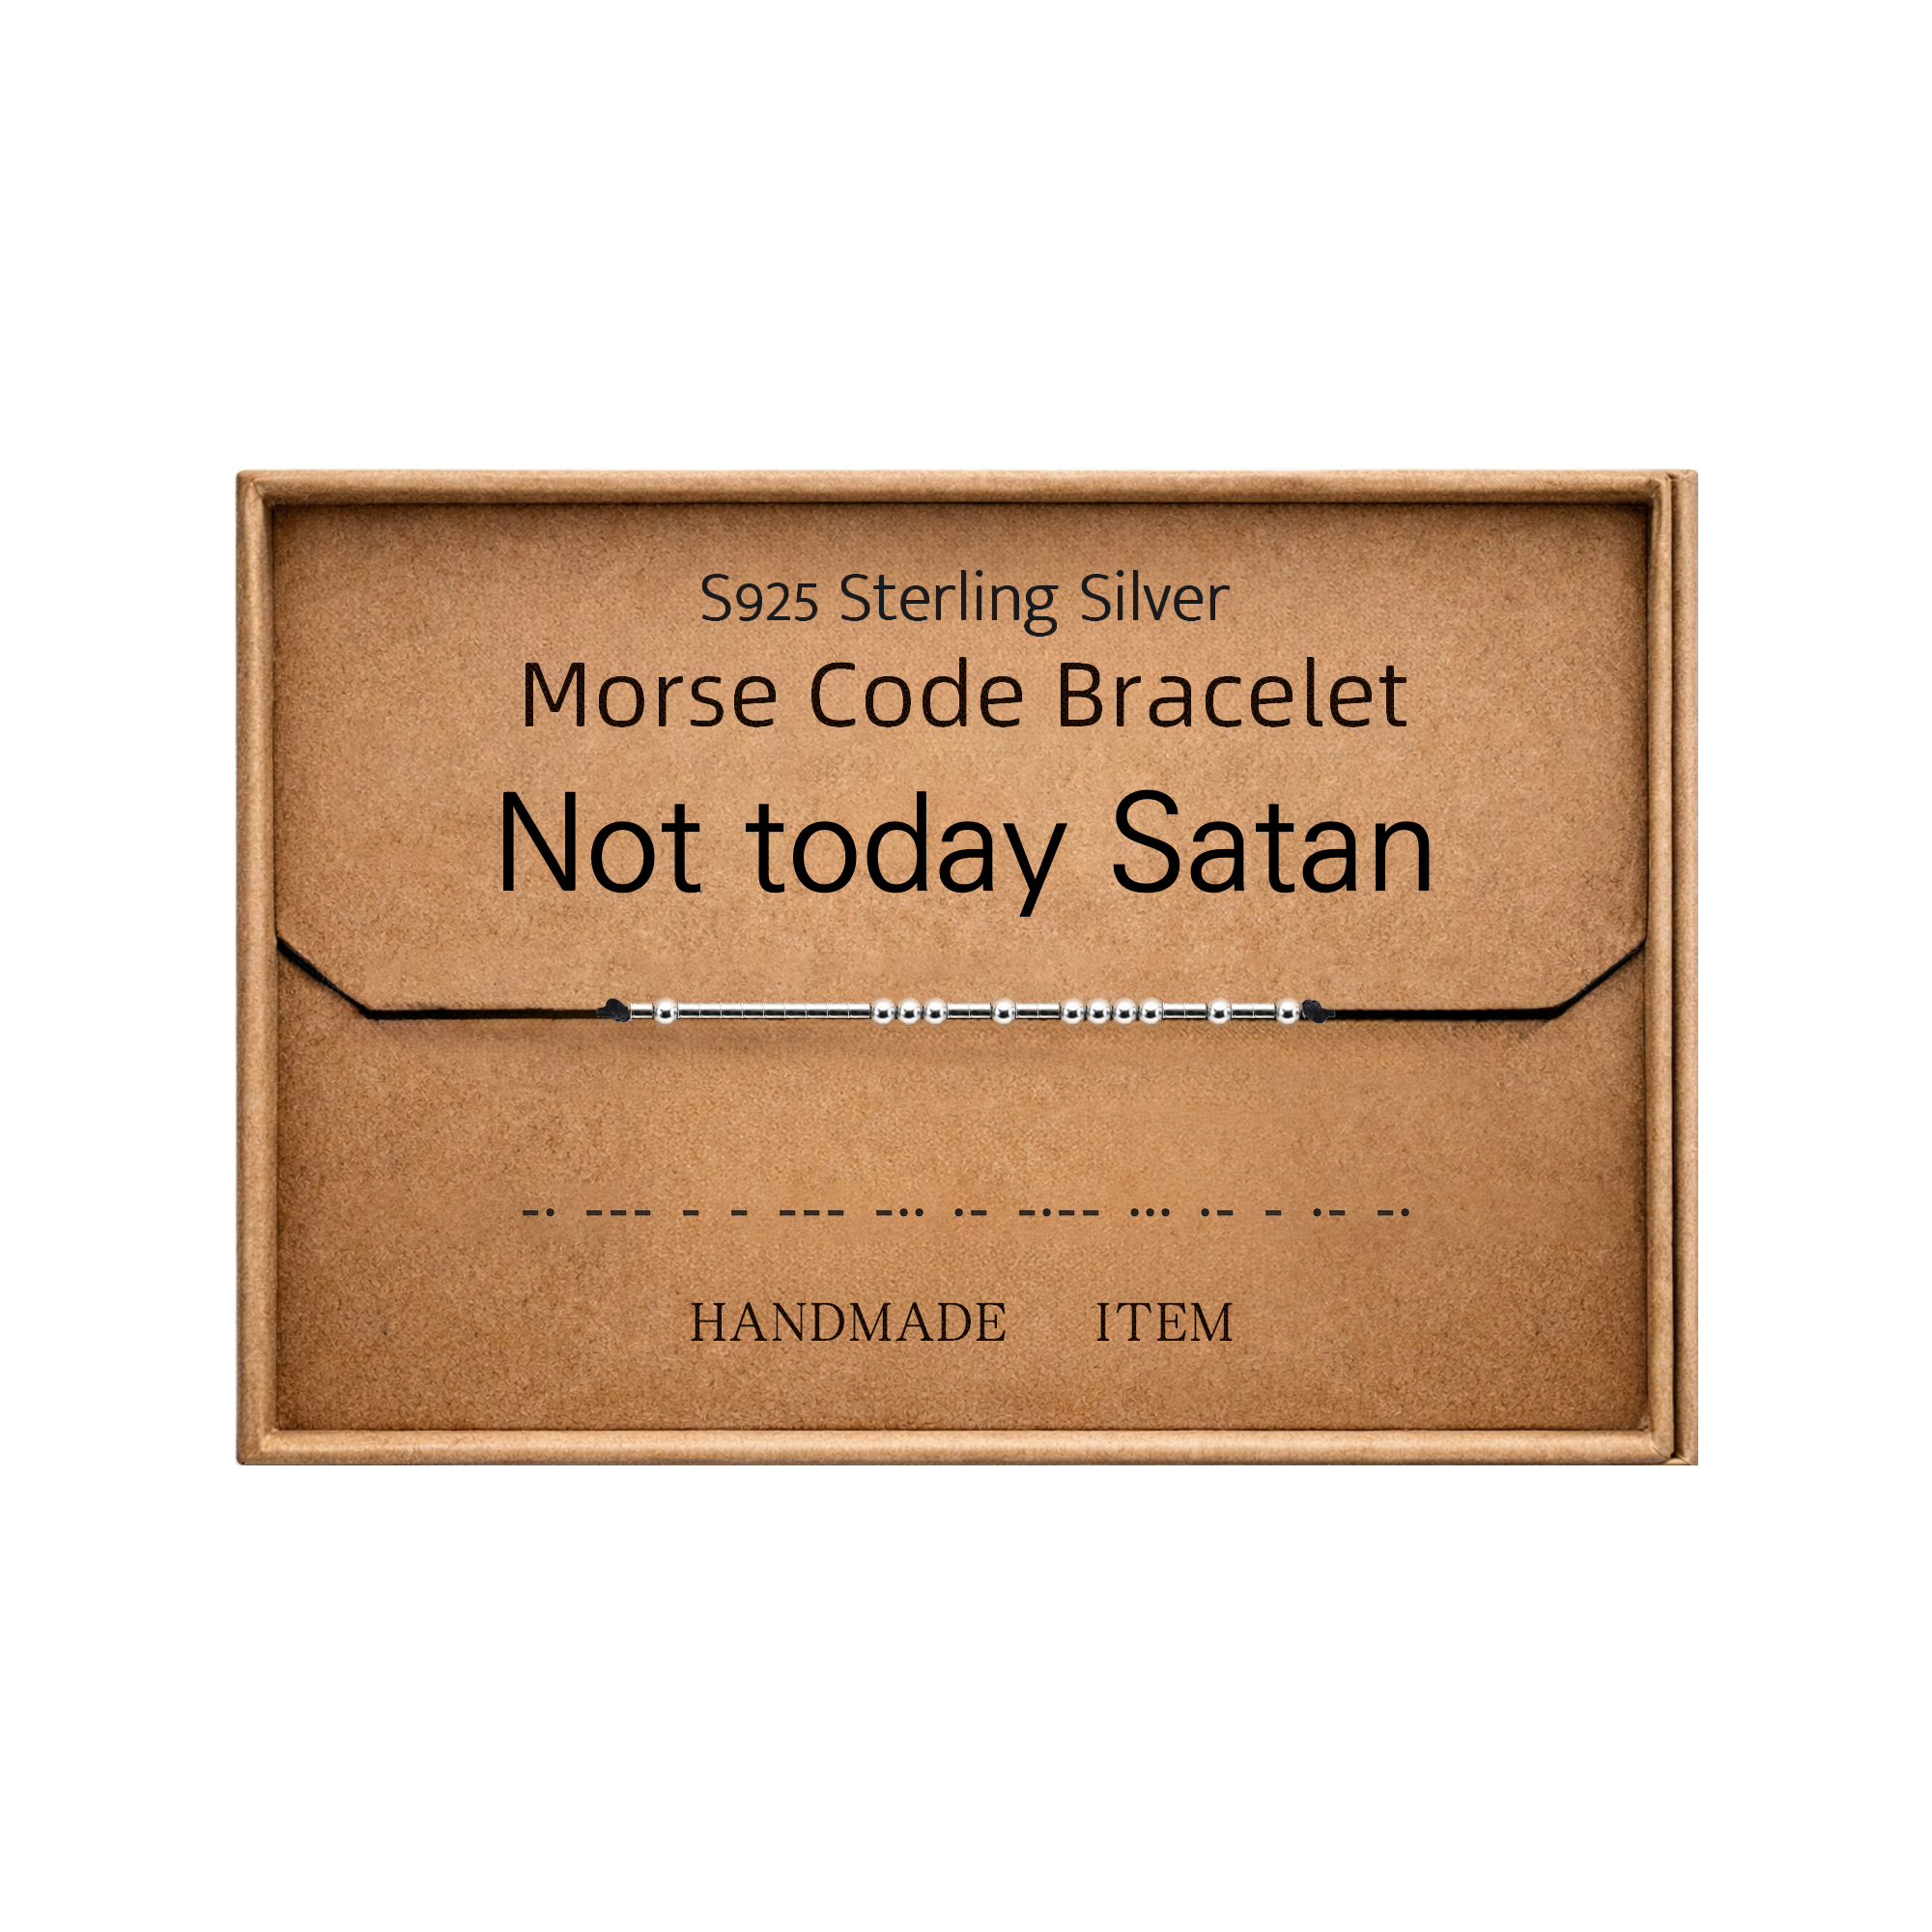 S925 Sterling Silver
Morse Code Bracelet
Not today Satan
-. --- - - --- -.. .- -.-- ... .- - .- -.
HANDMADE ITEM